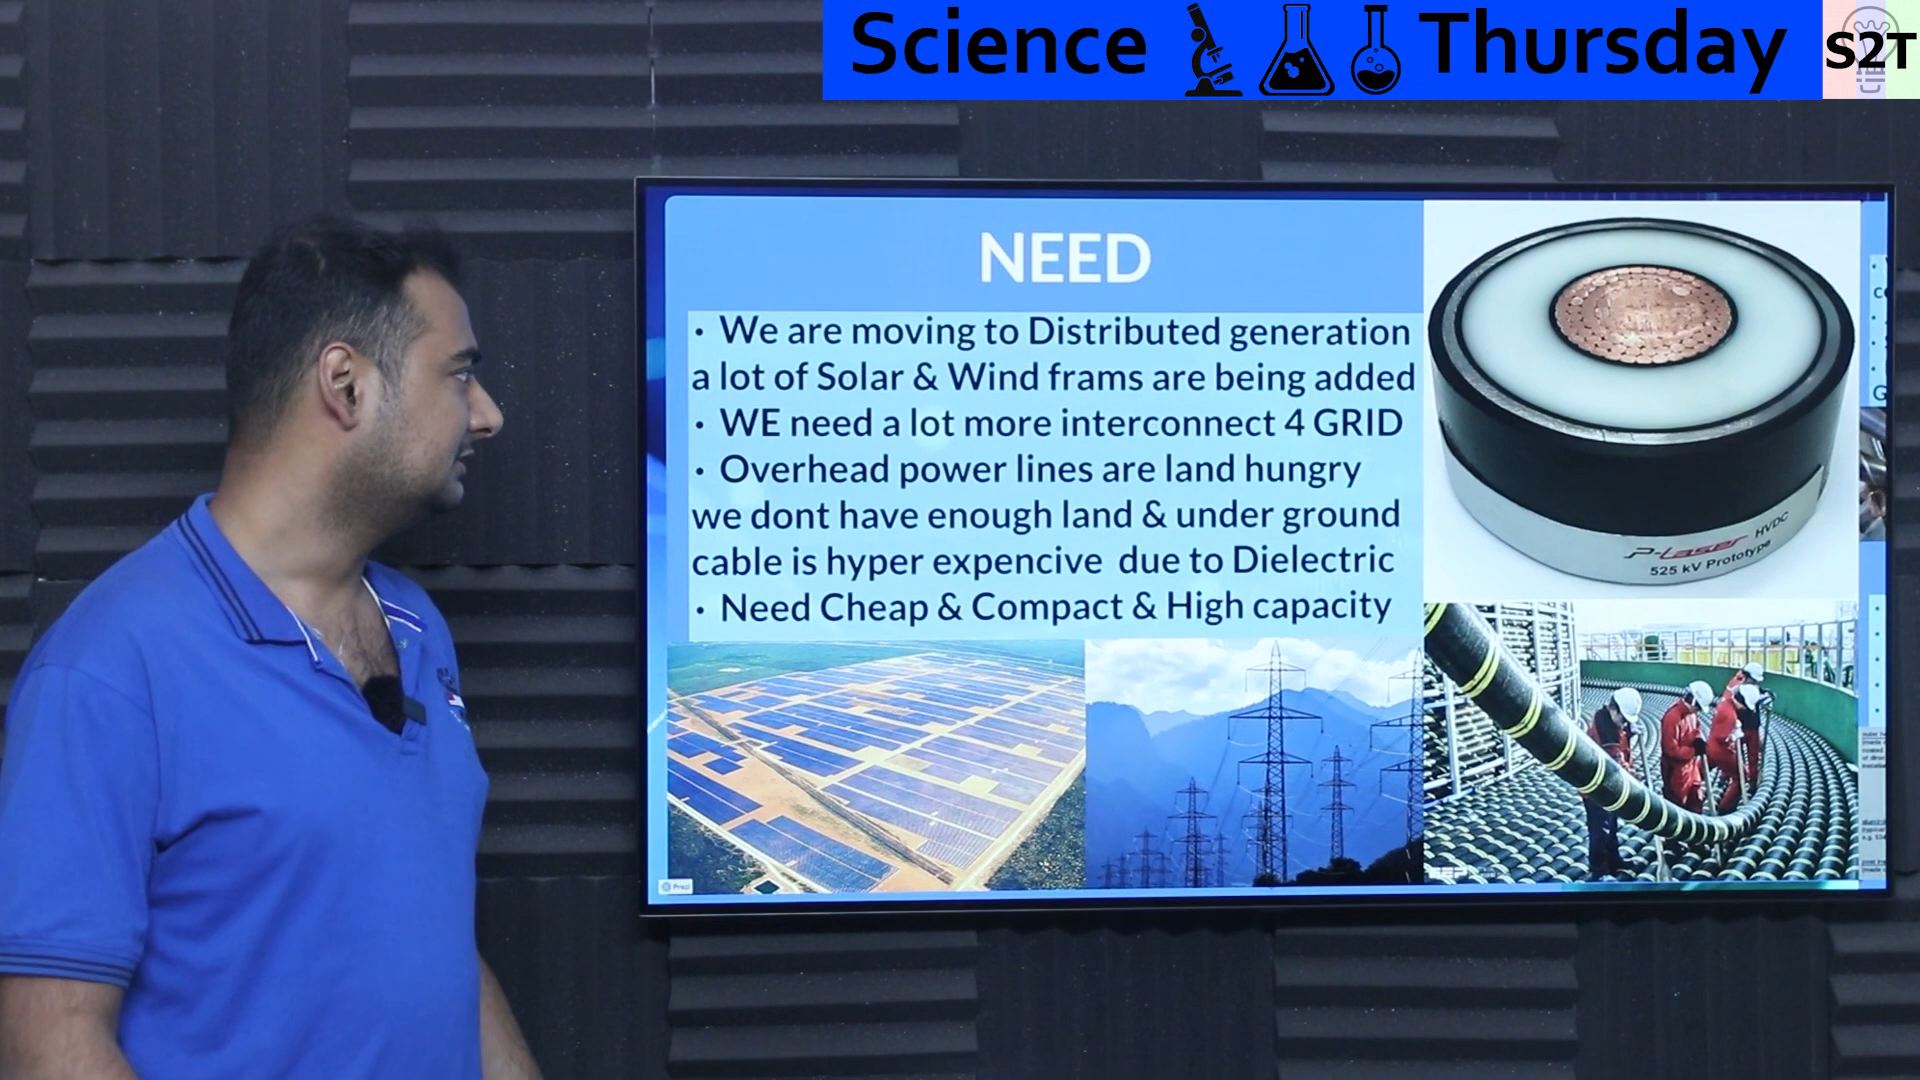 Science Thursday
S2T
NEED
• We are moving to Distributed generation
a lot of Solar & Wind frams are being added
• WE need a lot more interconnect 4 GRID
• Overhead power lines are land hungry
we dont have enough land & under ground
cable is hyper expencive due to Dielectric
• Need Cheap & Compact & High capacity
P-Laser HVDC
525 kV Prototype
Prezi